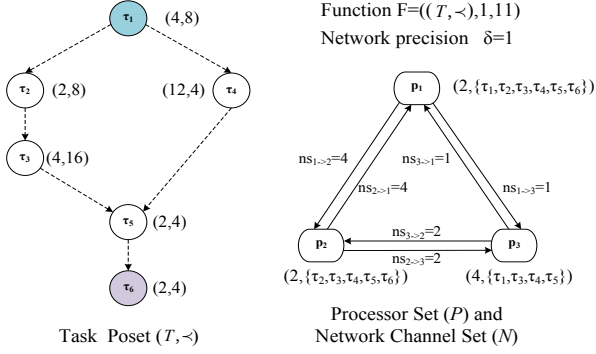 τ₁ (4,8)
τ₂ (2,8)
τ₄ (12,4)
τ₃ (4,16)
τ₅ (2,4)
τ₆ (2,4)
Task Poset (T,≺)
Function F=((T,≺),1,11)
Network precision δ=1
p₁ (2,{τ₁,τ₂,τ₃,τ₄,τ₅,τ₆})
ns₁₋>₂=4
ns₃₋>₁=1
ns₂₋>₁=4
ns₁₋>₃=1
p₂
ns₃₋>₂=2
ns₂₋>₃=2
p₃
(2,{τ₂,τ₃,τ₄,τ₅,τ₆})
(4,{τ₁,τ₃,τ₄,τ₅})
Processor Set (P) and
Network Channel Set (N)